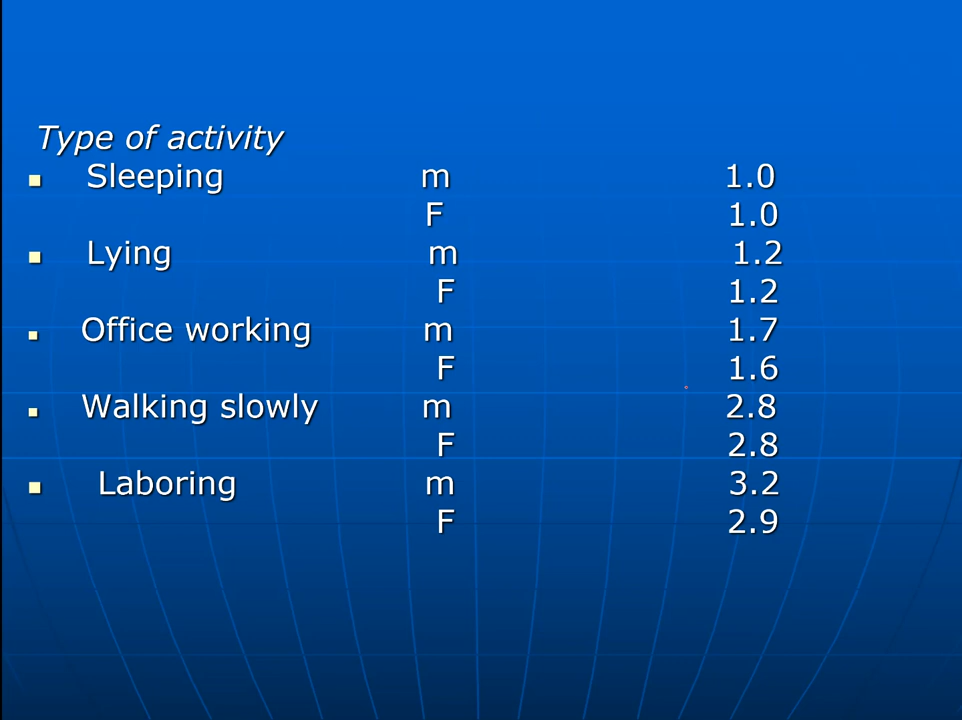 Type of activity
Sleeping m 1.0
F 1.0
Lying m 1.2
F 1.2
Office working m 1.7
F 1.6
Walking slowly m 2.8
F 2.8
Laboring m 3.2
F 2.9